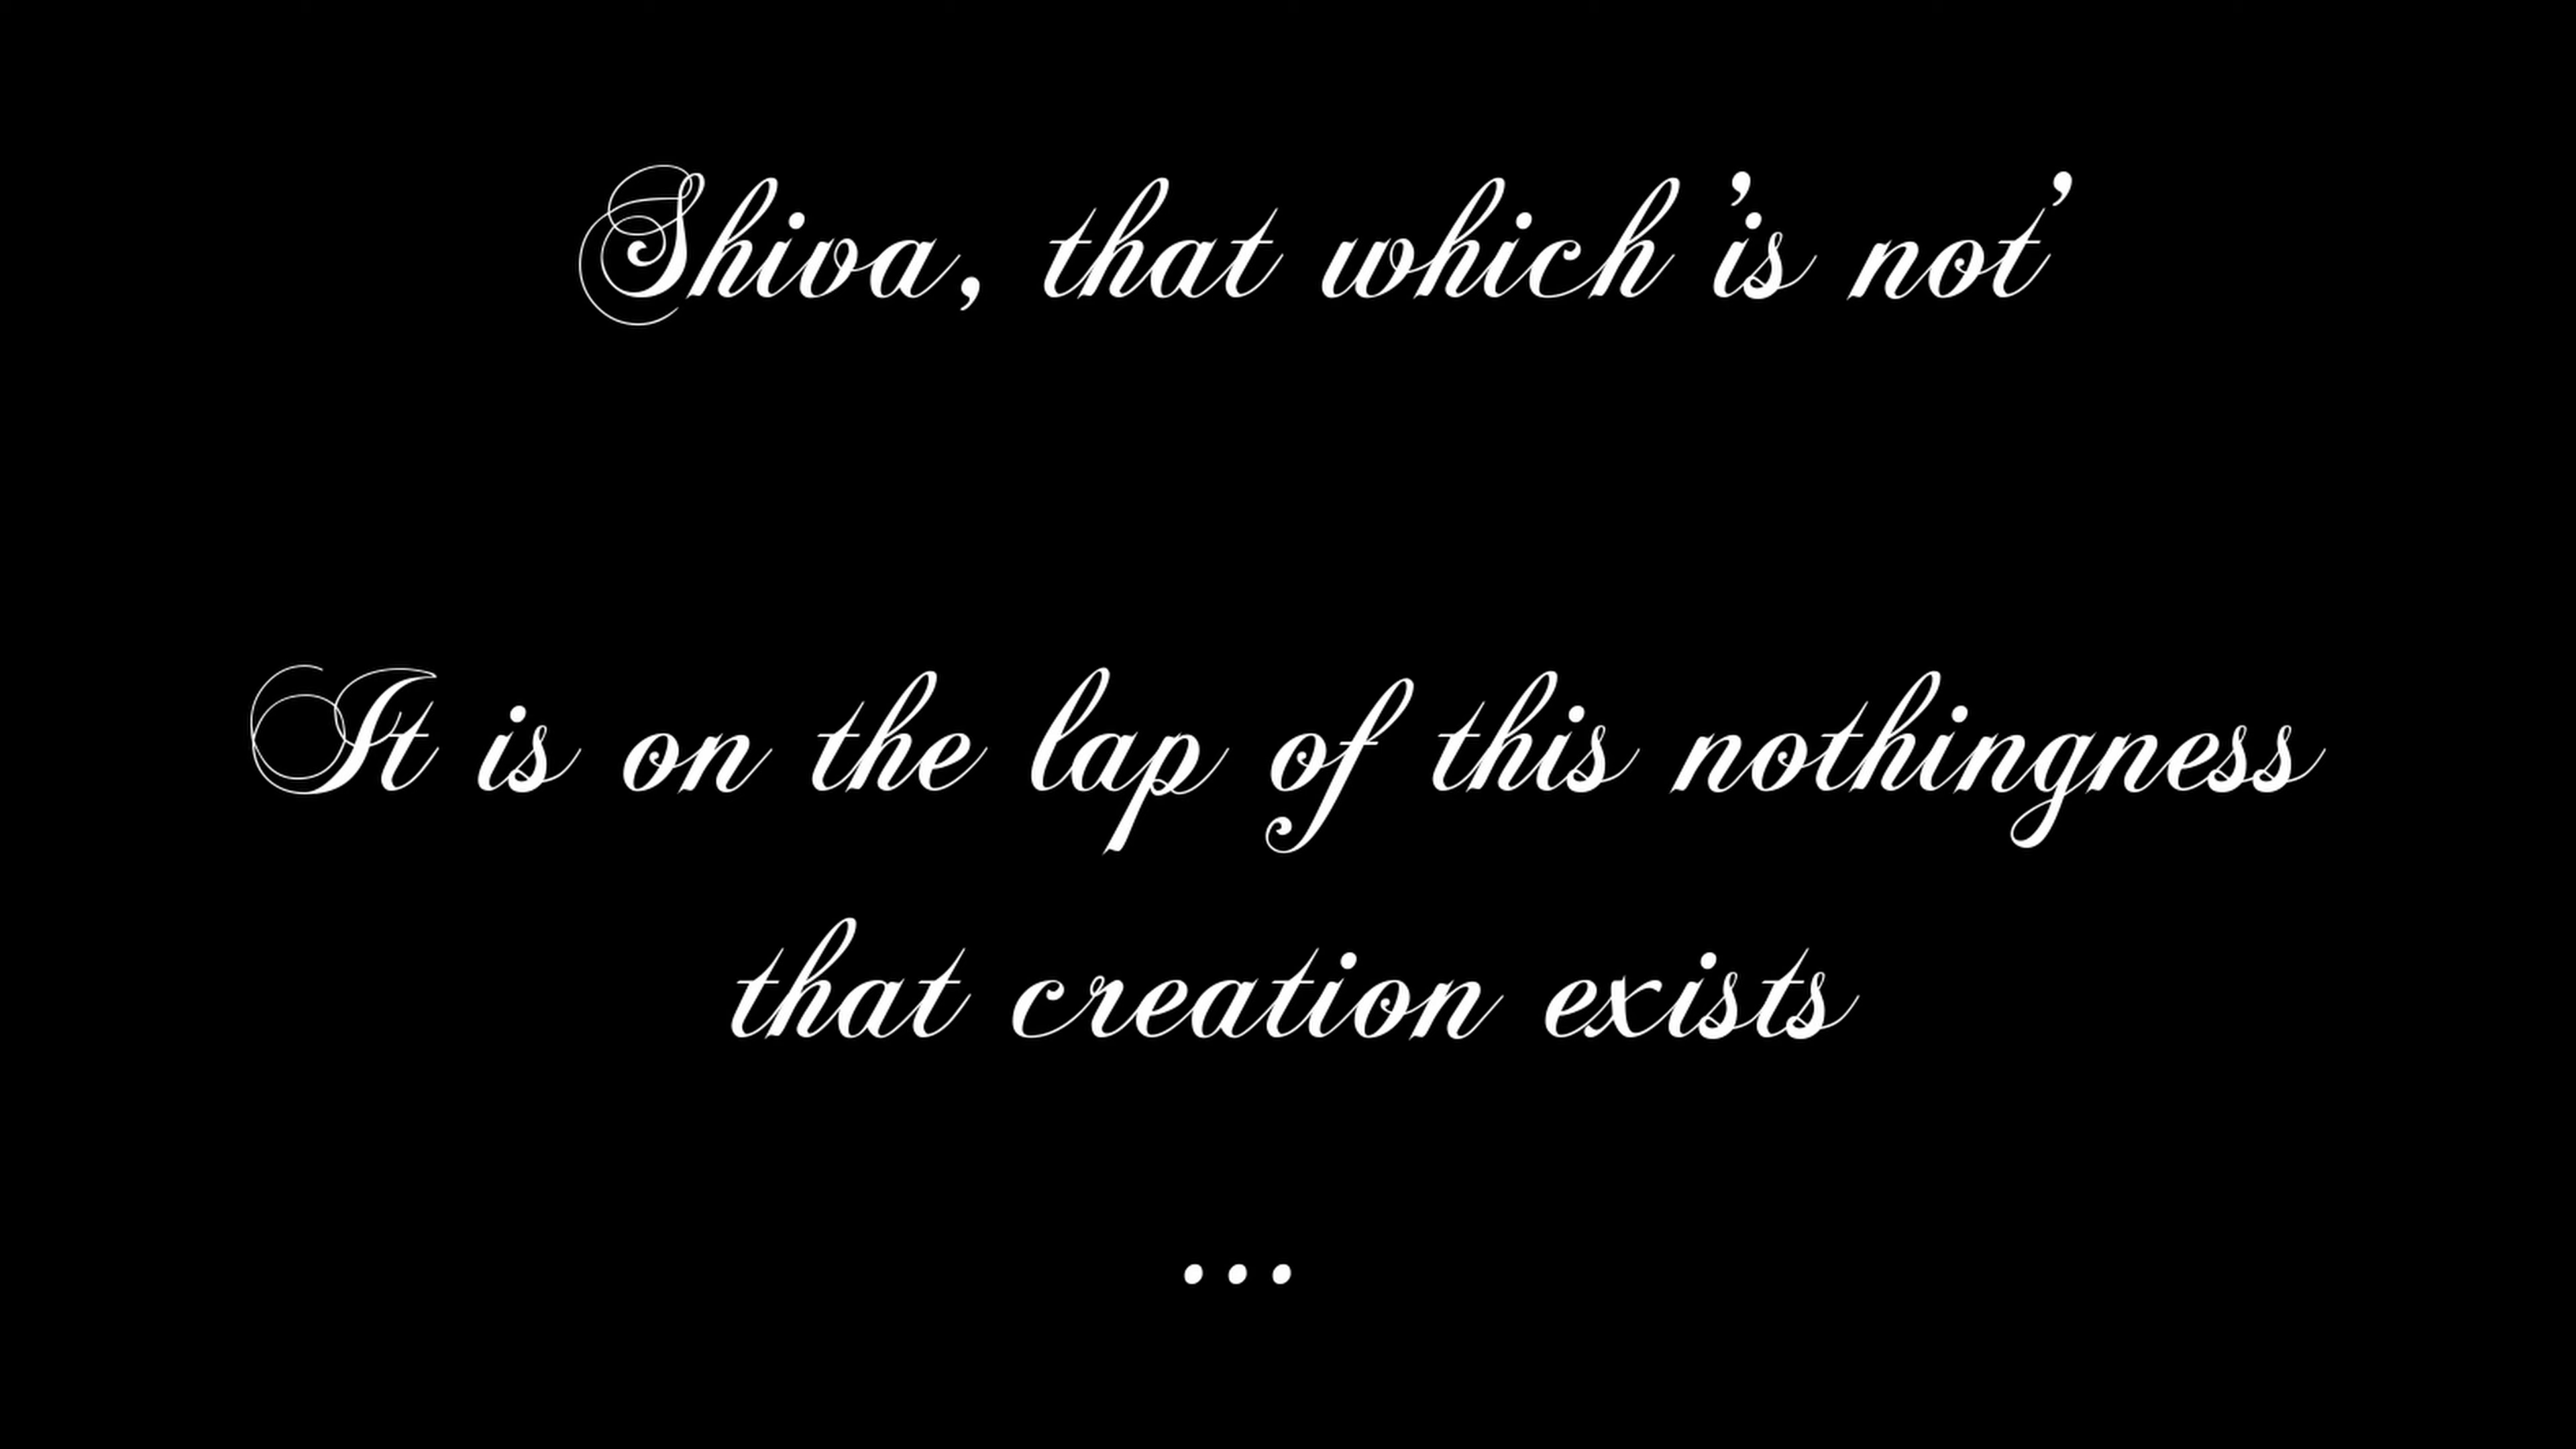 Shiva, that which 'is not'
It is on the lap of this nothingness
that creation exists
...